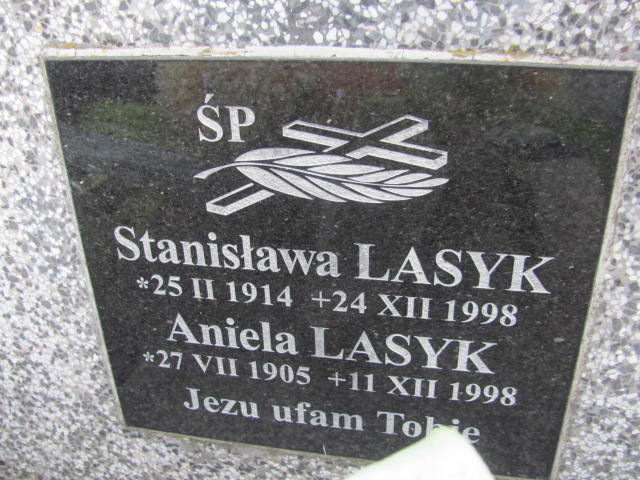 ŚP
Stanisława LASYK
*25 II 1914 +24 XII 1998
Aniela LASYK
*27 VII 1905 +11 XII 1998
Jezu ufam Tobie